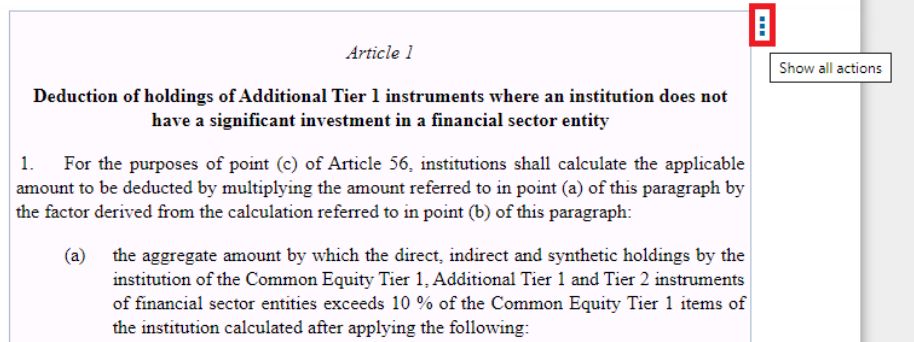 Article 1
Show all actions
Deduction of holdings of Additional Tier 1 instruments where an institution does not
have a significant investment in a financial sector entity
1. For the purposes of point (c) of Article 56, institutions shall calculate the applicable
amount to be deducted by multiplying the amount referred to in point (a) of this paragraph by
the factor derived from the calculation referred to in point (b) of this paragraph:
(a) the aggregate amount by which the direct, indirect and synthetic holdings by the
institution of the Common Equity Tier 1, Additional Tier 1 and Tier 2 instruments
of financial sector entities exceeds 10 % of the Common Equity Tier 1 items of
the institution calculated after applying the following: